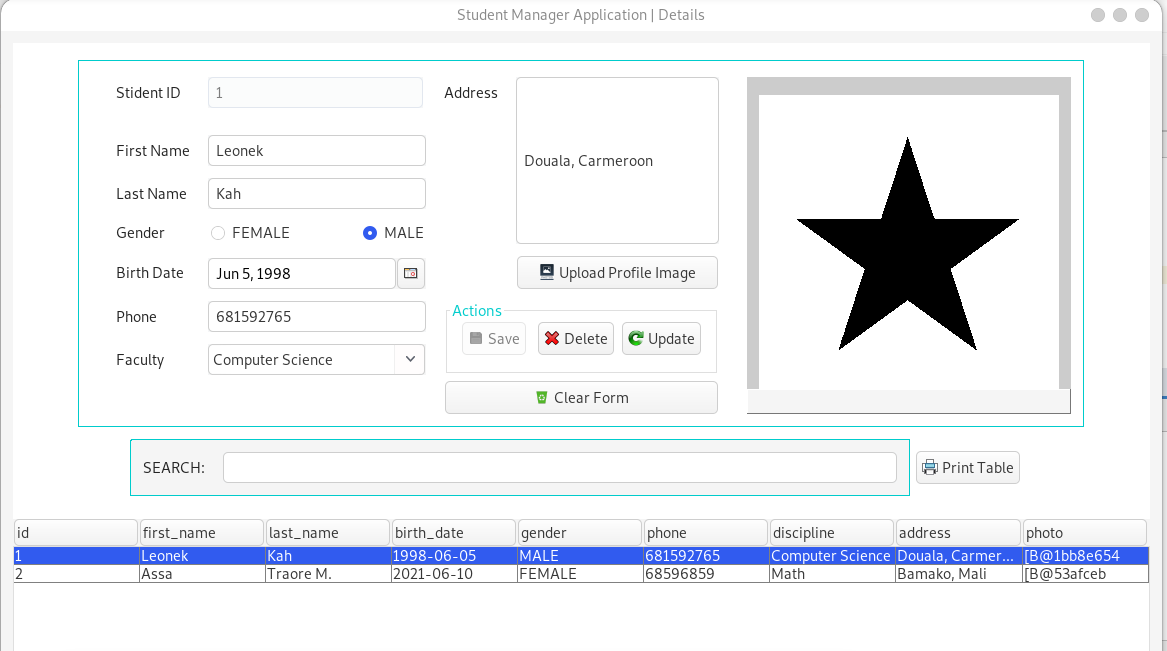 Student Manager Application | Details
Stident ID 1
Address
Douala, Carmeroon
First Name Leonek
Last Name Kah
Gender FEMALE MALE
Birth Date Jun 5, 1998
Upload Profile Image
Phone 681592765
Actions
Save Delete Update
Faculty Computer Science
Clear Form
SEARCH:
Print Table
id first_name last_name birth_date gender phone discipline address photo
1 Leonek Kah 1998-06-05 MALE 681592765 Computer Science Douala, Carmer... [B@1bb8e654
2 Assa Traore M. 2021-06-10 FEMALE 68596859 Math Bamako, Mali [B@53afceb